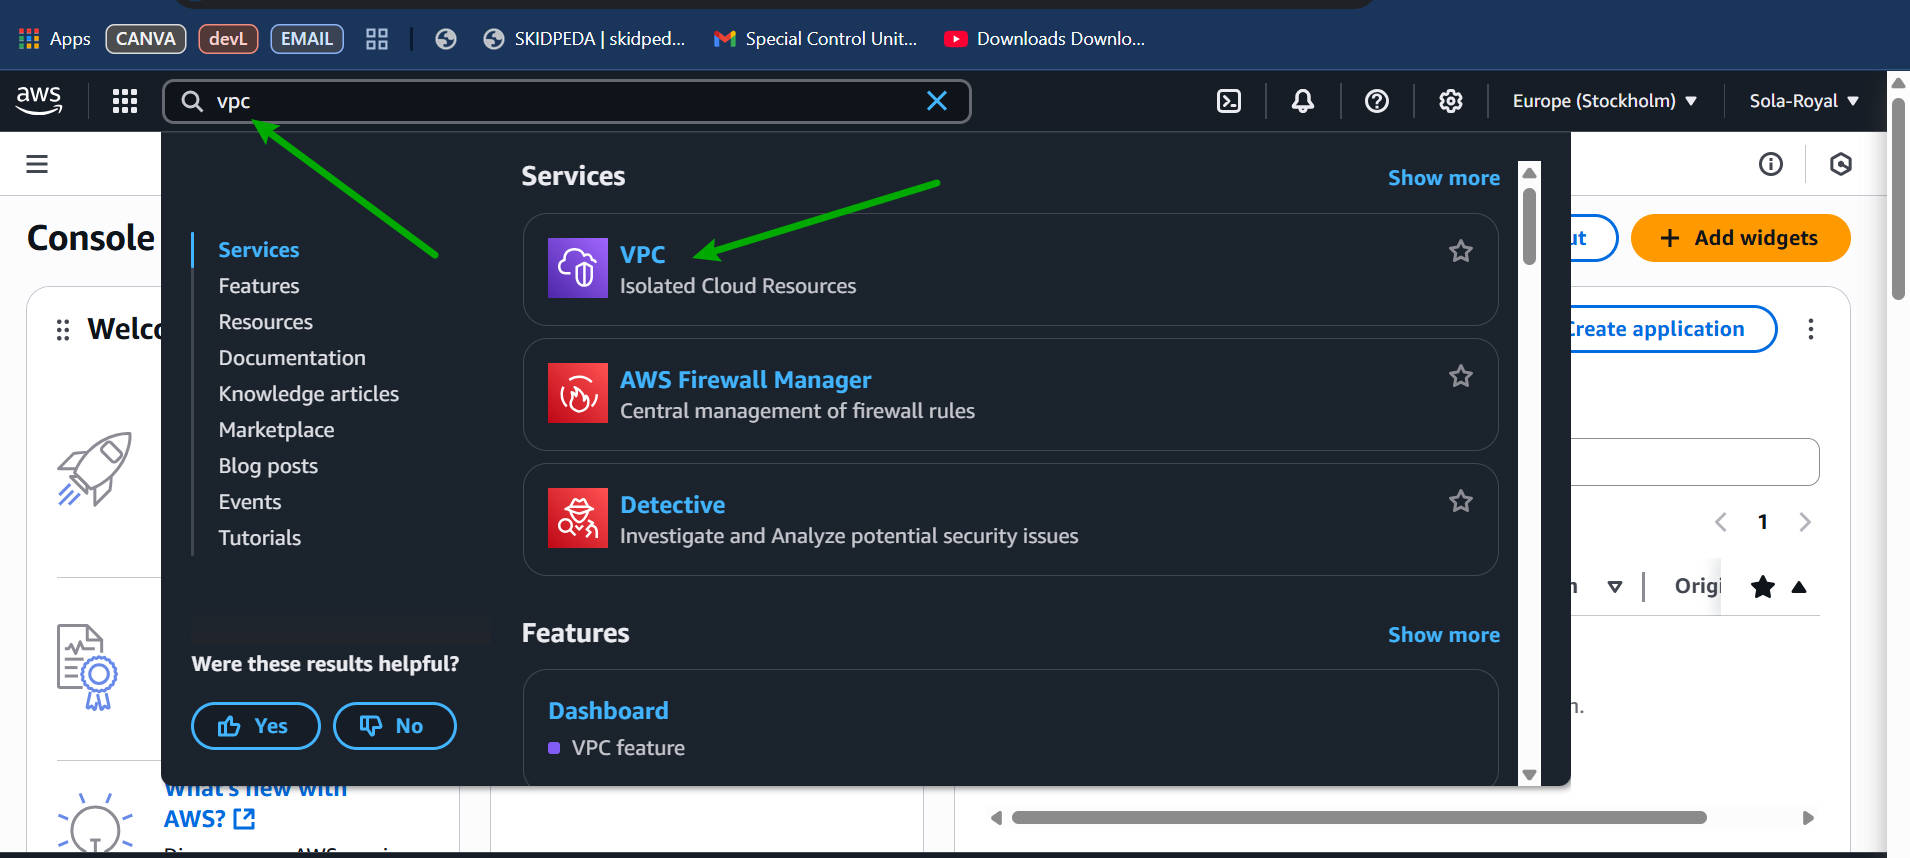 Apps CANVA devL EMAIL SKIDPEDA | skidped... Special Control Unit... Downloads Downlo...
aws vpc Europe (Stockholm) Sola-Royal
Services Show more
Console
VPC
Isolated Cloud Resources
Add widgets
Services
Features
Resources
Documentation
Knowledge articles
Marketplace
Blog posts
Events
Tutorials
AWS Firewall Manager
Central management of firewall rules
Create application
Detective
Investigate and Analyze potential security issues
1
Features Show more
Were these results helpful?
Yes No
Dashboard
VPC feature
What's new with
AWS?